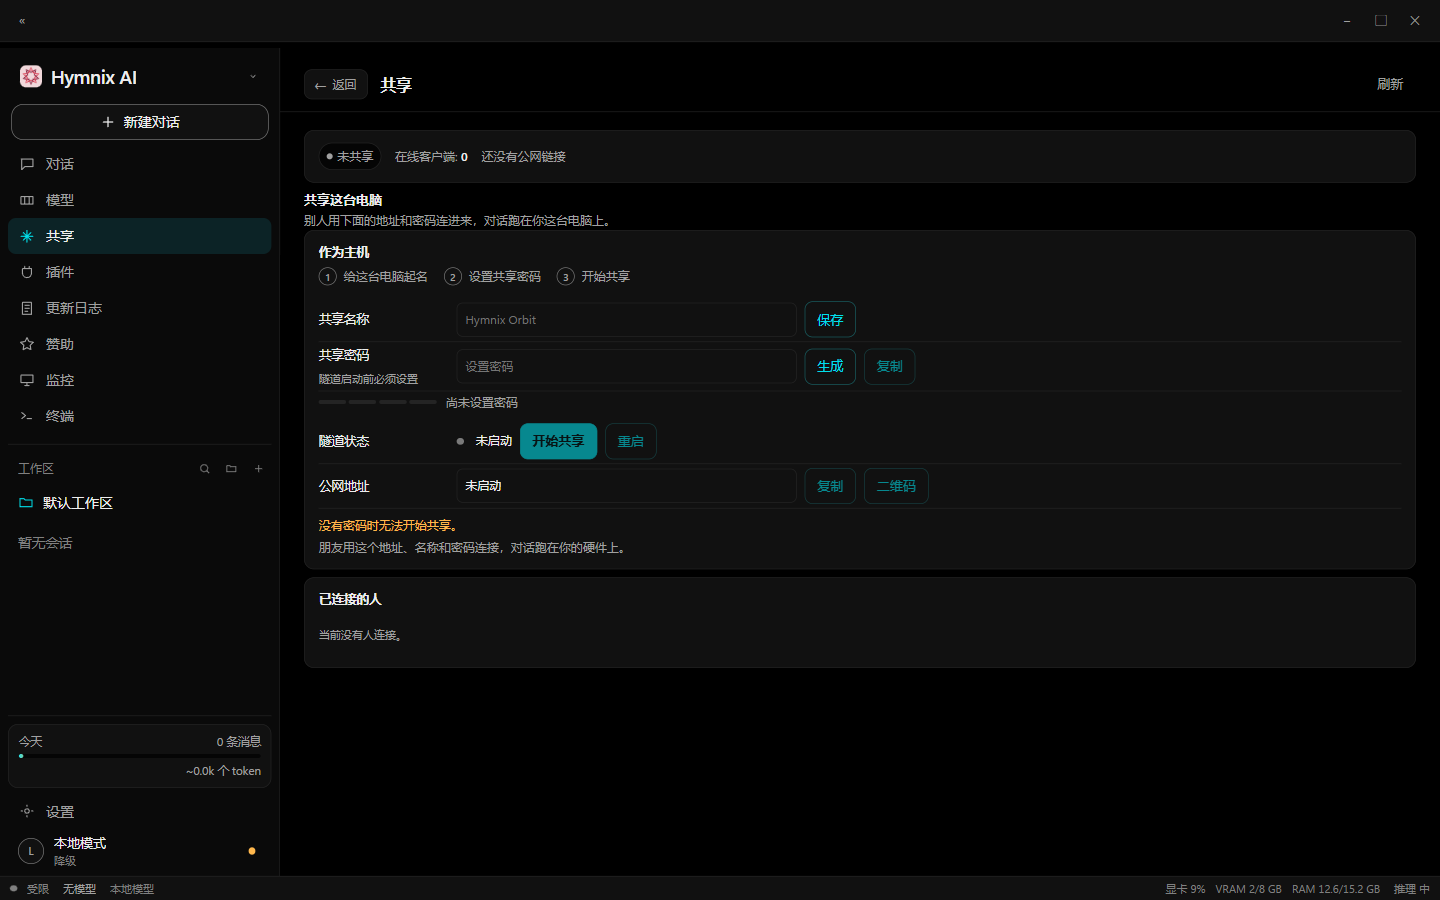 «
Hymnix AI
+ 新建对话
对话
模型
共享
插件
更新日志
赞助
监控
终端
工作区
默认工作区
暂无会话
今天 0 条消息
~0.0k 个 token
设置
L 本地模式
降级
← 返回 共享 刷新
未共享 在线客户端: 0 还没有公网链接
共享这台电脑
别人用下面的地址和密码连进来，对话跑在你这台电脑上。
作为主机
1 给这台电脑起名 2 设置共享密码 3 开始共享
共享名称 Hymnix Orbit 保存
共享密码 设置密码 生成 复制
隧道启动前必须设置
尚未设置密码
隧道状态 未启动 开始共享 重启
公网地址 未启动 复制 二维码
没有密码时无法开始共享。
朋友用这个地址、名称和密码连接，对话跑在你的硬件上。
已连接的人
当前没有人连接。
受限 无模型 本地模型 显卡 9% VRAM 2/8 GB RAM 12.6/15.2 GB 推理 中